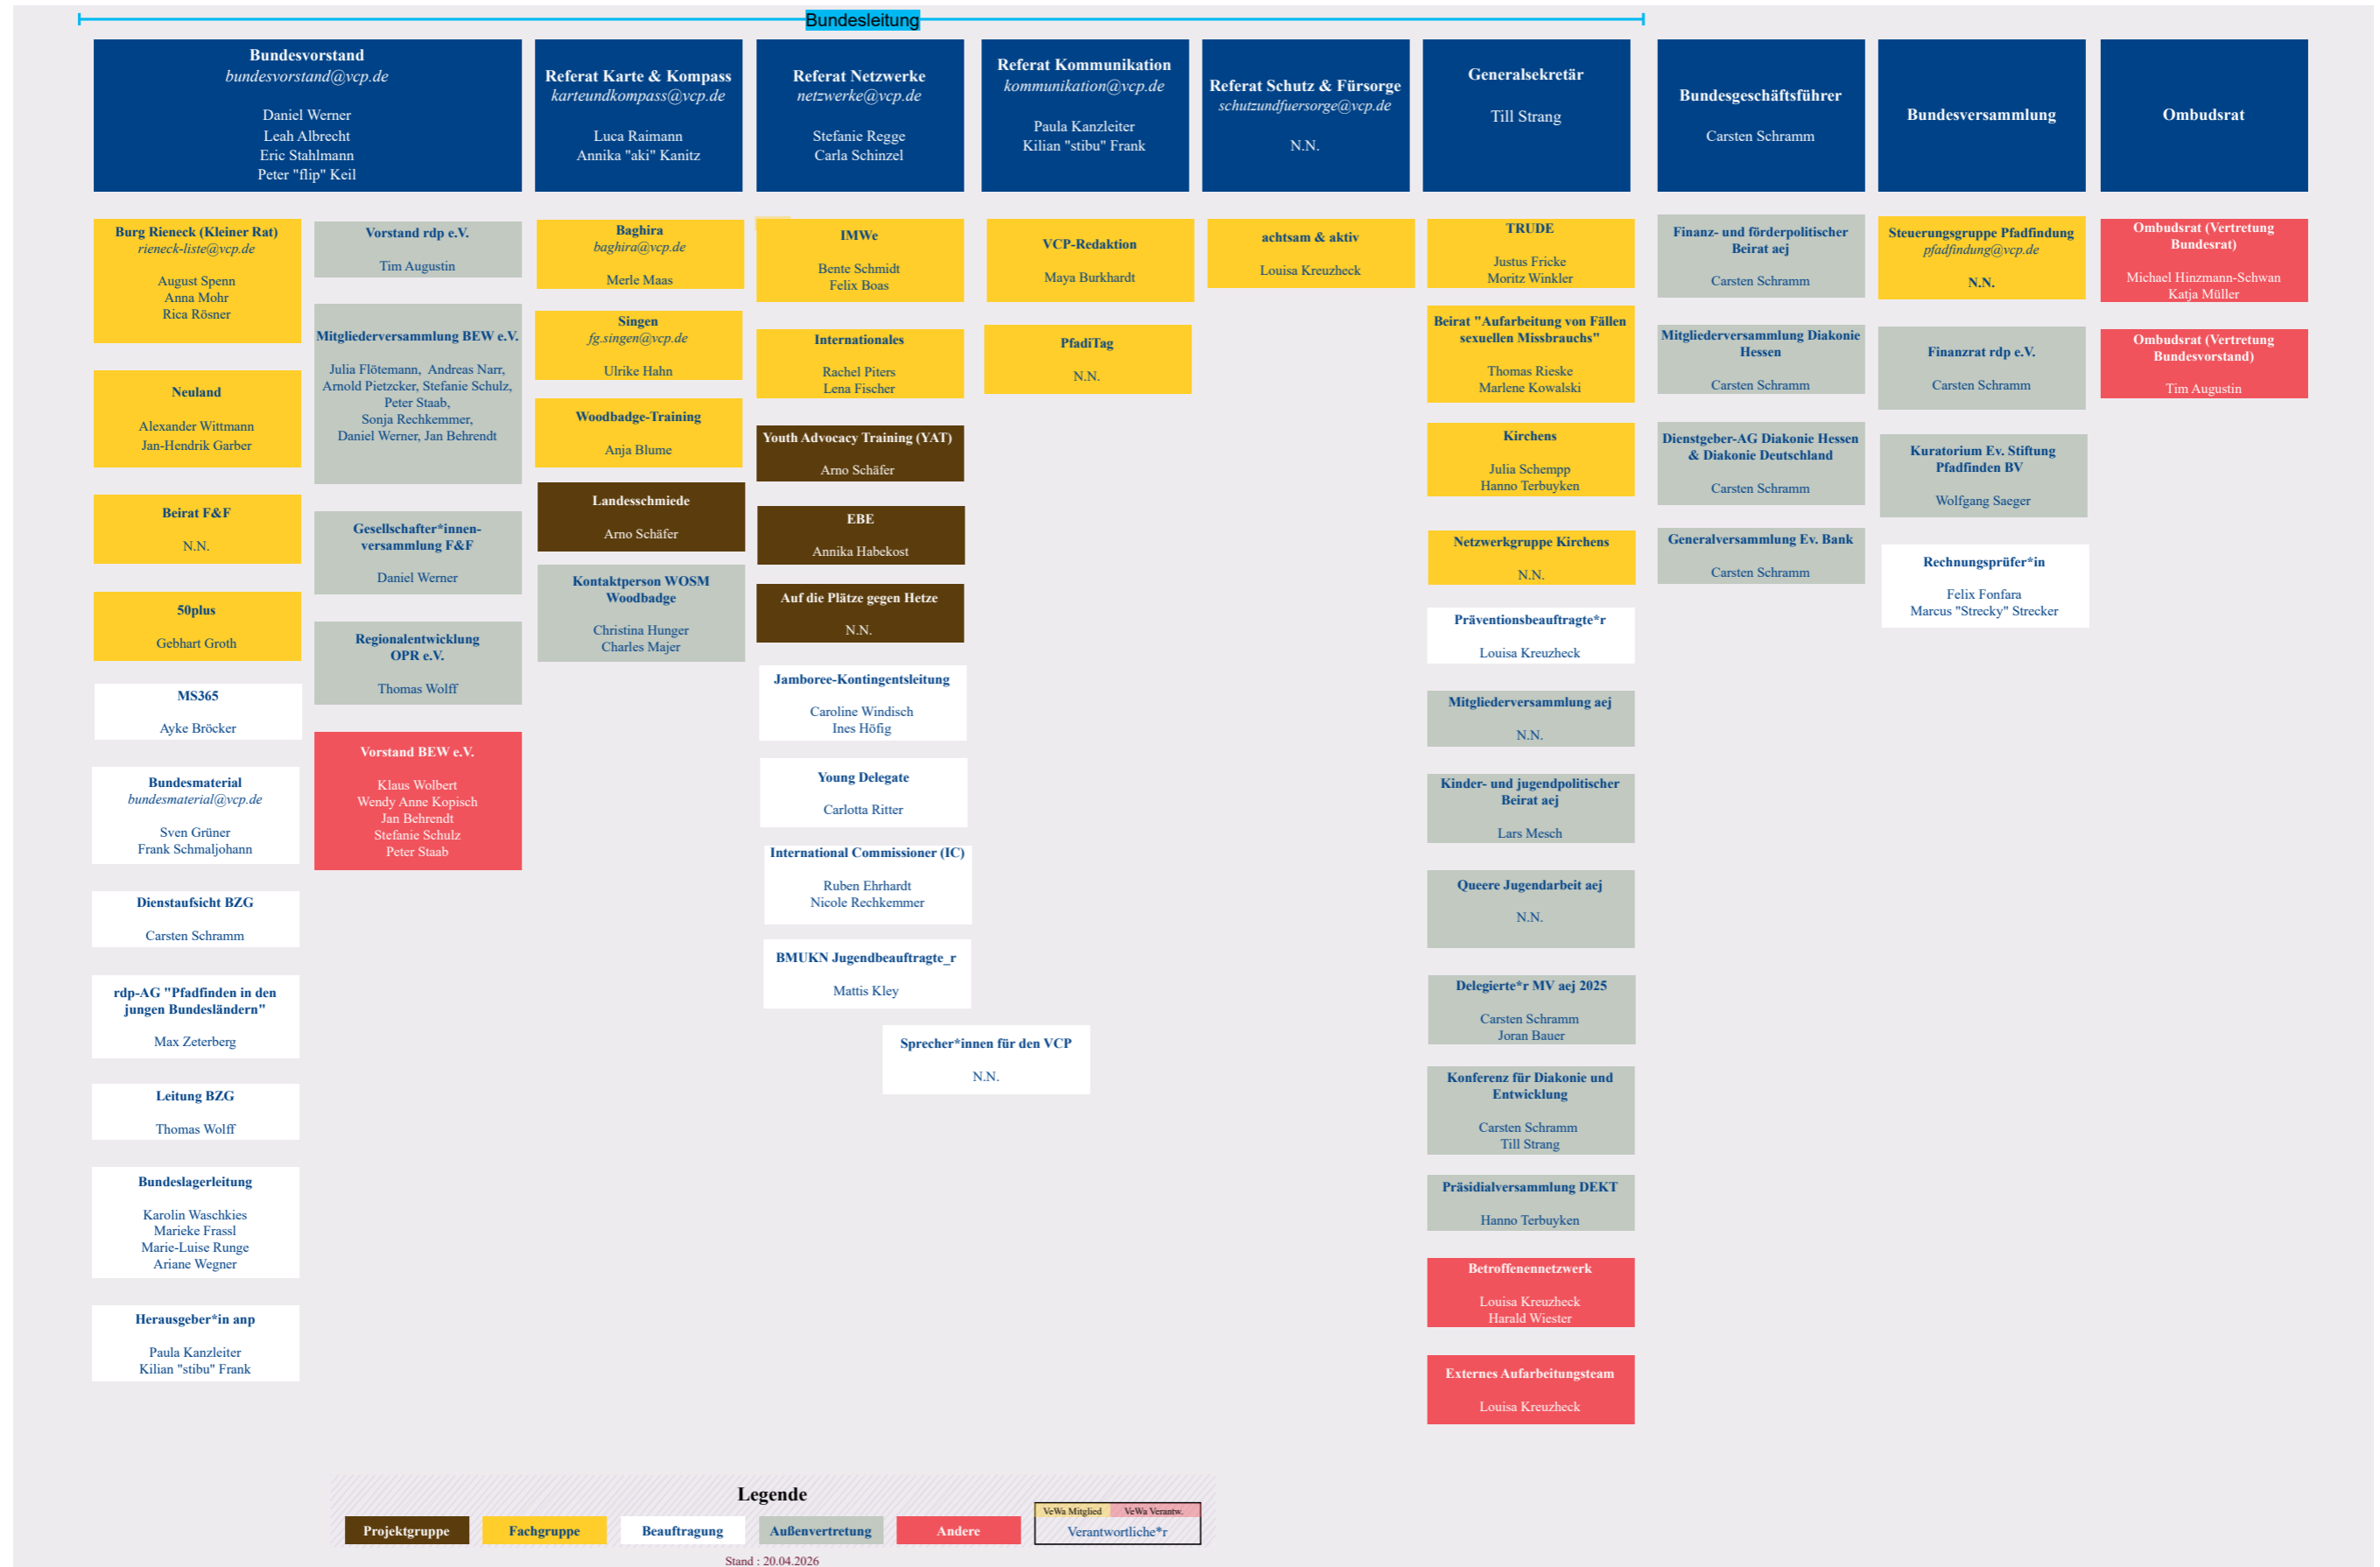 Bundesleitung
Bundesvorstand
bundesvorstand@vcp.de
Daniel Werner
Leah Albrecht
Eric Stahlmann
Peter "flip" Keil
Referat Karte & Kompass
karteundkompass@vcp.de
Luca Raimann
Annika "aki" Kanitz
Referat Netzwerke
netzwerke@vcp.de
Stefanie Regge
Carla Schinzel
Referat Kommunikation
kommunikation@vcp.de
Paula Kanzleiter
Kilian "stibu" Frank
Referat Schutz & Fürsorge
schutzundfuersorge@vcp.de
N.N.
Generalsekretär
Till Strang
Bundesgeschäftsführer
Carsten Schramm
Bundesversammlung
Ombudsrat
Burg Rieneck (Kleiner Rat)
rieneck-liste@vcp.de
August Spenn
Anna Mohr
Rica Rösner
Neuland
Alexander Wittmann
Jan-Hendrik Garber
Beirat F&F
N.N.
50plus
Gebhart Groth
MS365
Ayke Bröcker
Bundesmaterial
bundesmaterial@vcp.de
Sven Grüner
Frank Schmaljohann
Dienstaufsicht BZG
Carsten Schramm
rdp-AG "Pfadfinden in den
jungen Bundesländern"
Max Zeterberg
Leitung BZG
Thomas Wolff
Bundeslagerleitung
Karolin Waschkies
Marieke Frassl
Marie-Luise Runge
Ariane Wegner
Herausgeber*in anp
Paula Kanzleiter
Kilian "stibu" Frank
Vorstand rdp e.V.
Tim Augustin
Mitgliederversammlung BEW e.V.
Julia Flötemann, Andreas Narr,
Arnold Pietzcker, Stefanie Schulz,
Peter Staab,
Sonja Rechkemmer,
Daniel Werner, Jan Behrendt
Gesellschafter*innen-
versammlung F&F
Daniel Werner
Regionalentwicklung
OPR e.V.
Thomas Wolff
Vorstand BEW e.V.
Klaus Wolbert
Wendy Anne Kopisch
Jan Behrendt
Stefanie Schulz
Peter Staab
Baghira
baghira@vcp.de
Merle Maas
Singen
fg.singen@vcp.de
Ulrike Hahn
Woodbadge-Training
Anja Blume
Landesschmiede
Arno Schäfer
Kontaktperson WOSM
Woodbadge
Christina Hunger
Charles Majer
IMWe
Bente Schmidt
Felix Boas
Internationales
Rachel Piters
Lena Fischer
Youth Advocacy Training (YAT)
Arno Schäfer
EBE
Annika Habekost
Auf die Plätze gegen Hetze
N.N.
Jamboree-Kontingentsleitung
Caroline Windisch
Ines Höfig
Young Delegate
Carlotta Ritter
International Commissioner (IC)
Ruben Ehrhardt
Nicole Rechkemmer
BMUKN Jugendbeauftragte_r
Mattis Kley
Sprecher*innen für den VCP
N.N.
VCP-Redaktion
Maya Burkhardt
PfadiTag
N.N.
achtsam & aktiv
Louisa Kreuzheck
TRUDE
Justus Fricke
Moritz Winkler
Beirat "Aufarbeitung von Fällen
sexuellen Missbrauchs"
Thomas Rieske
Marlene Kowalski
Kirchens
Julia Schempp
Hanno Terbuyken
Netzwerkgruppe Kirchens
N.N.
Präventionsbeauftragte*r
Louisa Kreuzheck
Mitgliederversammlung aej
N.N.
Kinder- und jugendpolitischer
Beirat aej
Lars Mesch
Queere Jugendarbeit aej
N.N.
Delegierte*r MV aej 2025
Carsten Schramm
Joran Bauer
Konferenz für Diakonie und
Entwicklung
Carsten Schramm
Till Strang
Präsidialversammlung DEKT
Hanno Terbuyken
Betroffenennetzwerk
Louisa Kreuzheck
Harald Wiester
Externes Aufarbeitungsteam
Louisa Kreuzheck
Finanz- und förderpolitischer
Beirat aej
Carsten Schramm
Mitgliederversammlung Diakonie
Hessen
Carsten Schramm
Dienstgeber-AG Diakonie Hessen
& Diakonie Deutschland
Carsten Schramm
Generalversammlung Ev. Bank
Carsten Schramm
Steuerungsgruppe Pfadfindung
pfadfindung@vcp.de
N.N.
Finanzrat rdp e.V.
Carsten Schramm
Kuratorium Ev. Stiftung
Pfadfinden BV
Wolfgang Saeger
Rechnungsprüfer*in
Felix Fonfara
Marcus "Strecky" Strecker
Ombudsrat (Vertretung
Bundesrat)
Michael Hinzmann-Schwan
Katja Müller
Ombudsrat (Vertretung
Bundesvorstand)
Tim Augustin
Legende
Projektgruppe
Fachgruppe
Beauftragung
Außenvertretung
Andere
VeWa Mitglied
VeWa Verantw.
Verantwortliche*r
Stand : 20.04.2026